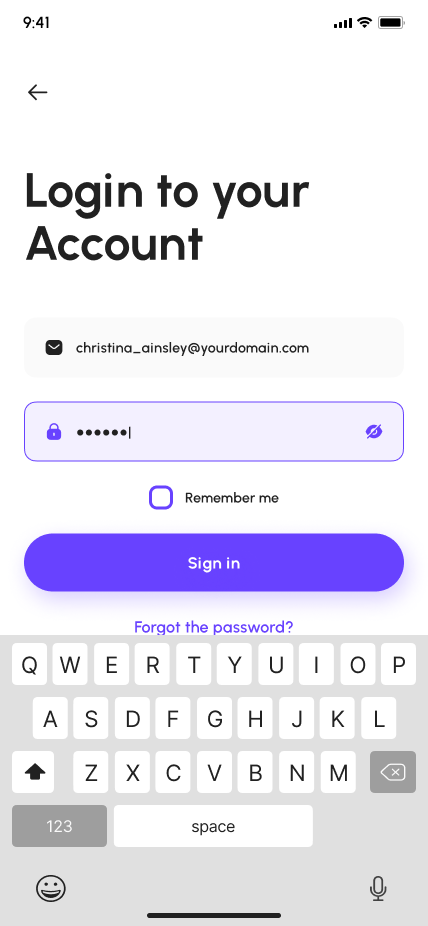 9:41
Login to your
Account
christina_ainsley@yourdomain.com
●●●●●●
Remember me
Sign in
Forgot the password?
Q W E R T Y U I O P
A S D F G H J K L
Z X C V B N M
123 space